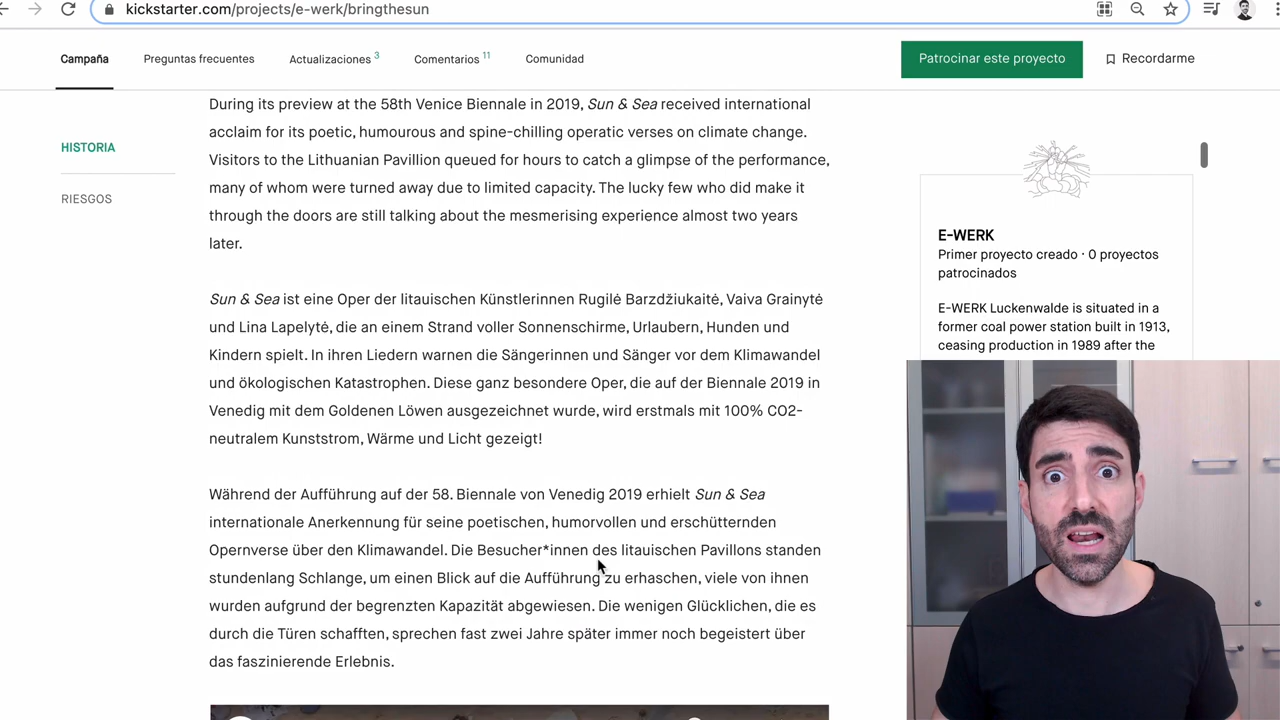 kickstarter.com/projects/e-werk/bringthesun
Campaña
Preguntas frecuentes
Actualizaciones 3
Comentarios 11
Comunidad
Patrocinar este proyecto
Recordarme
HISTORIA
RIESGOS
During its preview at the 58th Venice Biennale in 2019, Sun & Sea received international
acclaim for its poetic, humourous and spine-chilling operatic verses on climate change.
Visitors to the Lithuanian Pavillion queued for hours to catch a glimpse of the performance,
many of whom were turned away due to limited capacity. The lucky few who did make it
through the doors are still talking about the mesmerising experience almost two years
later.
Sun & Sea ist eine Oper der litauischen Künstlerinnen Rugilė Barzdžiukaitė, Vaiva Grainytė
und Lina Lapelytė, die an einem Strand voller Sonnenschirme, Urlaubern, Hunden und
Kindern spielt. In ihren Liedern warnen die Sängerinnen und Sänger vor dem Klimawandel
und ökologischen Katastrophen. Diese ganz besondere Oper, die auf der Biennale 2019 in
Venedig mit dem Goldenen Löwen ausgezeichnet wurde, wird erstmals mit 100% CO2-
neutralem Kunststrom, Wärme und Licht gezeigt!
Während der Aufführung auf der 58. Biennale von Venedig 2019 erhielt Sun & Sea
internationale Anerkennung für seine poetischen, humorvollen und erschütternden
Opernverse über den Klimawandel. Die Besucher*innen des litauischen Pavillons standen
stundenlang Schlange, um einen Blick auf die Aufführung zu erhaschen, viele von ihnen
wurden aufgrund der begrenzten Kapazität abgewiesen. Die wenigen Glücklichen, die es
durch die Türen schafften, sprechen fast zwei Jahre später immer noch begeistert über
das faszinierende Erlebnis.
E-WERK
Primer proyecto creado · 0 proyectos
patrocinados
E-WERK Luckenwalde is situated in a
former coal power station built in 1913,
ceasing production in 1989 after the